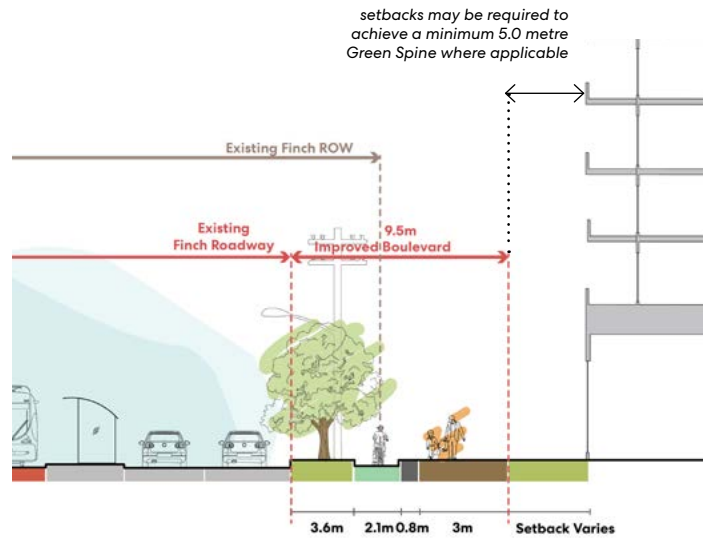 setbacks may be required to
achieve a minimum 5.0 metre
Green Spine where applicable
Existing Finch ROW
Existing
Finch Roadway
9.5m
Improved Boulevard
3.6m 2.1m 0.8m 3m Setback Varies